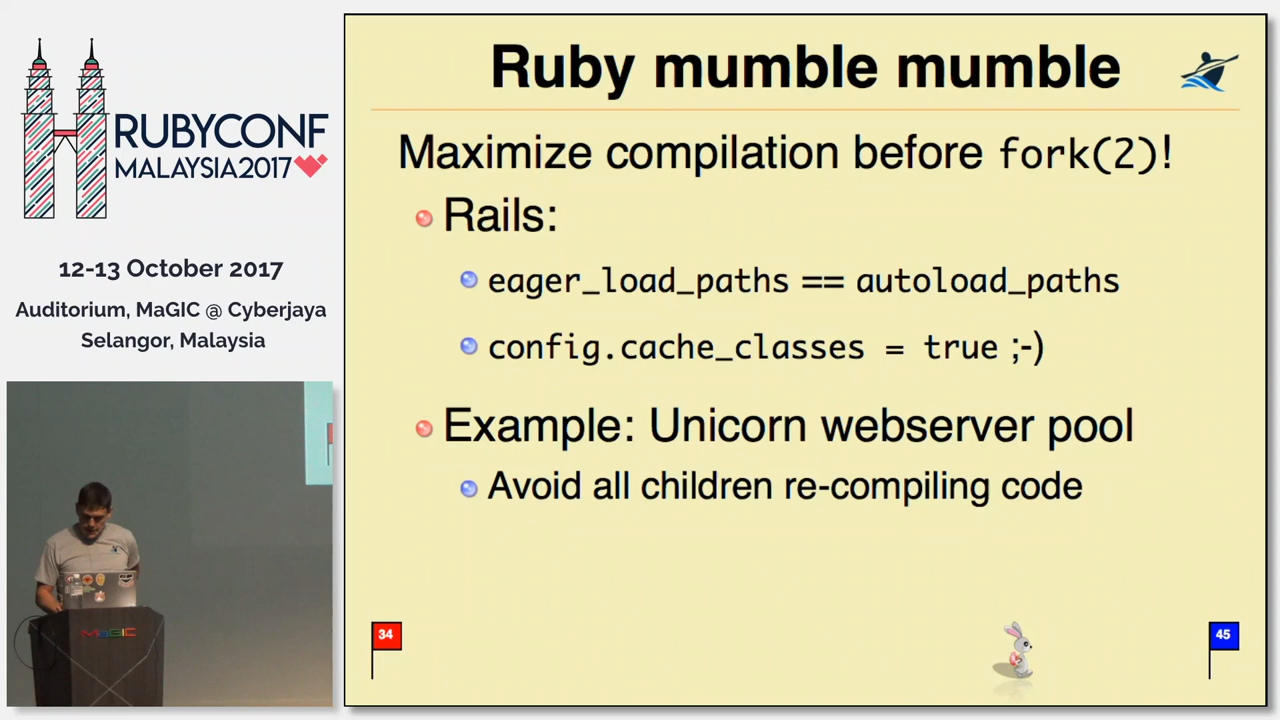 RUBYCONF
MALAYSIA2017
12-13 October 2017
Auditorium, MaGIC @ Cyberjaya
Selangor, Malaysia
MaGIC
Ruby mumble mumble
Maximize compilation before fork(2)!
Rails:
eager_load_paths == autoload_paths
config.cache_classes = true ;-)
Example: Unicorn webserver pool
Avoid all children re-compiling code
34
45